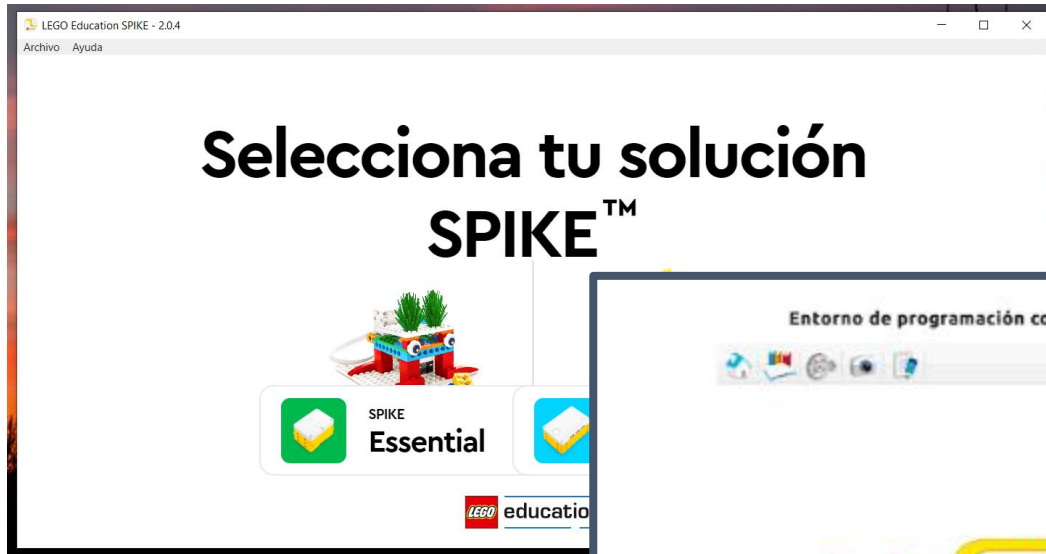 LEGO Education SPIKE - 2.0.4
Archivo Ayuda
Selecciona tu solución
SPIKE™
SPIKE
Essential
LEGO education
Entorno de programación